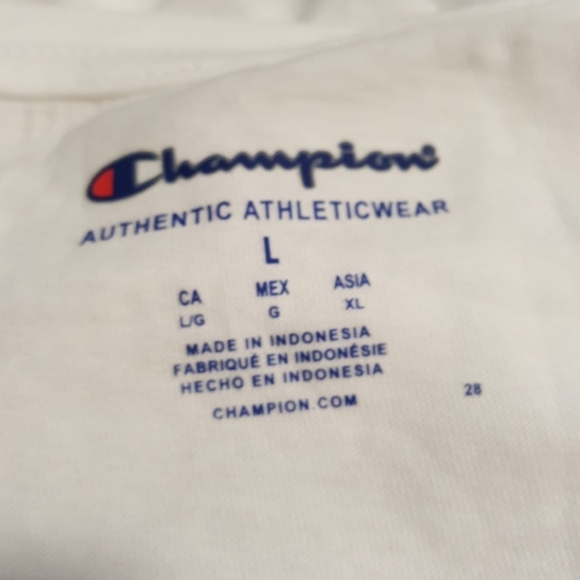 Champion
AUTHENTIC ATHLETICWEAR
L
CA MEX ASIA
L/G G XL
MADE IN INDONESIA
FABRIQUÉ EN INDONÉSIE
HECHO EN INDONESIA
CHAMPION.COM
28